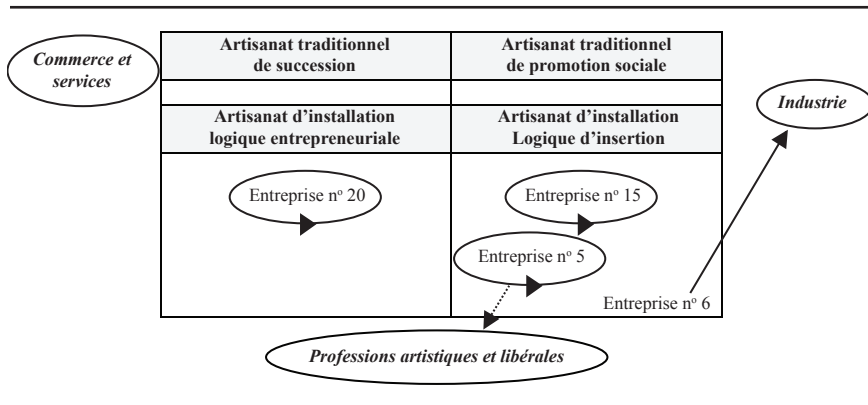 Commerce et
services
Artisanat traditionnel
de succession
Artisanat traditionnel
de promotion sociale
Industrie
Artisanat d’installation
logique entrepreneuriale
Artisanat d’installation
Logique d’insertion
Entreprise nº 20
Entreprise nº 15
Entreprise nº 5
Entreprise nº 6
Professions artistiques et libérales